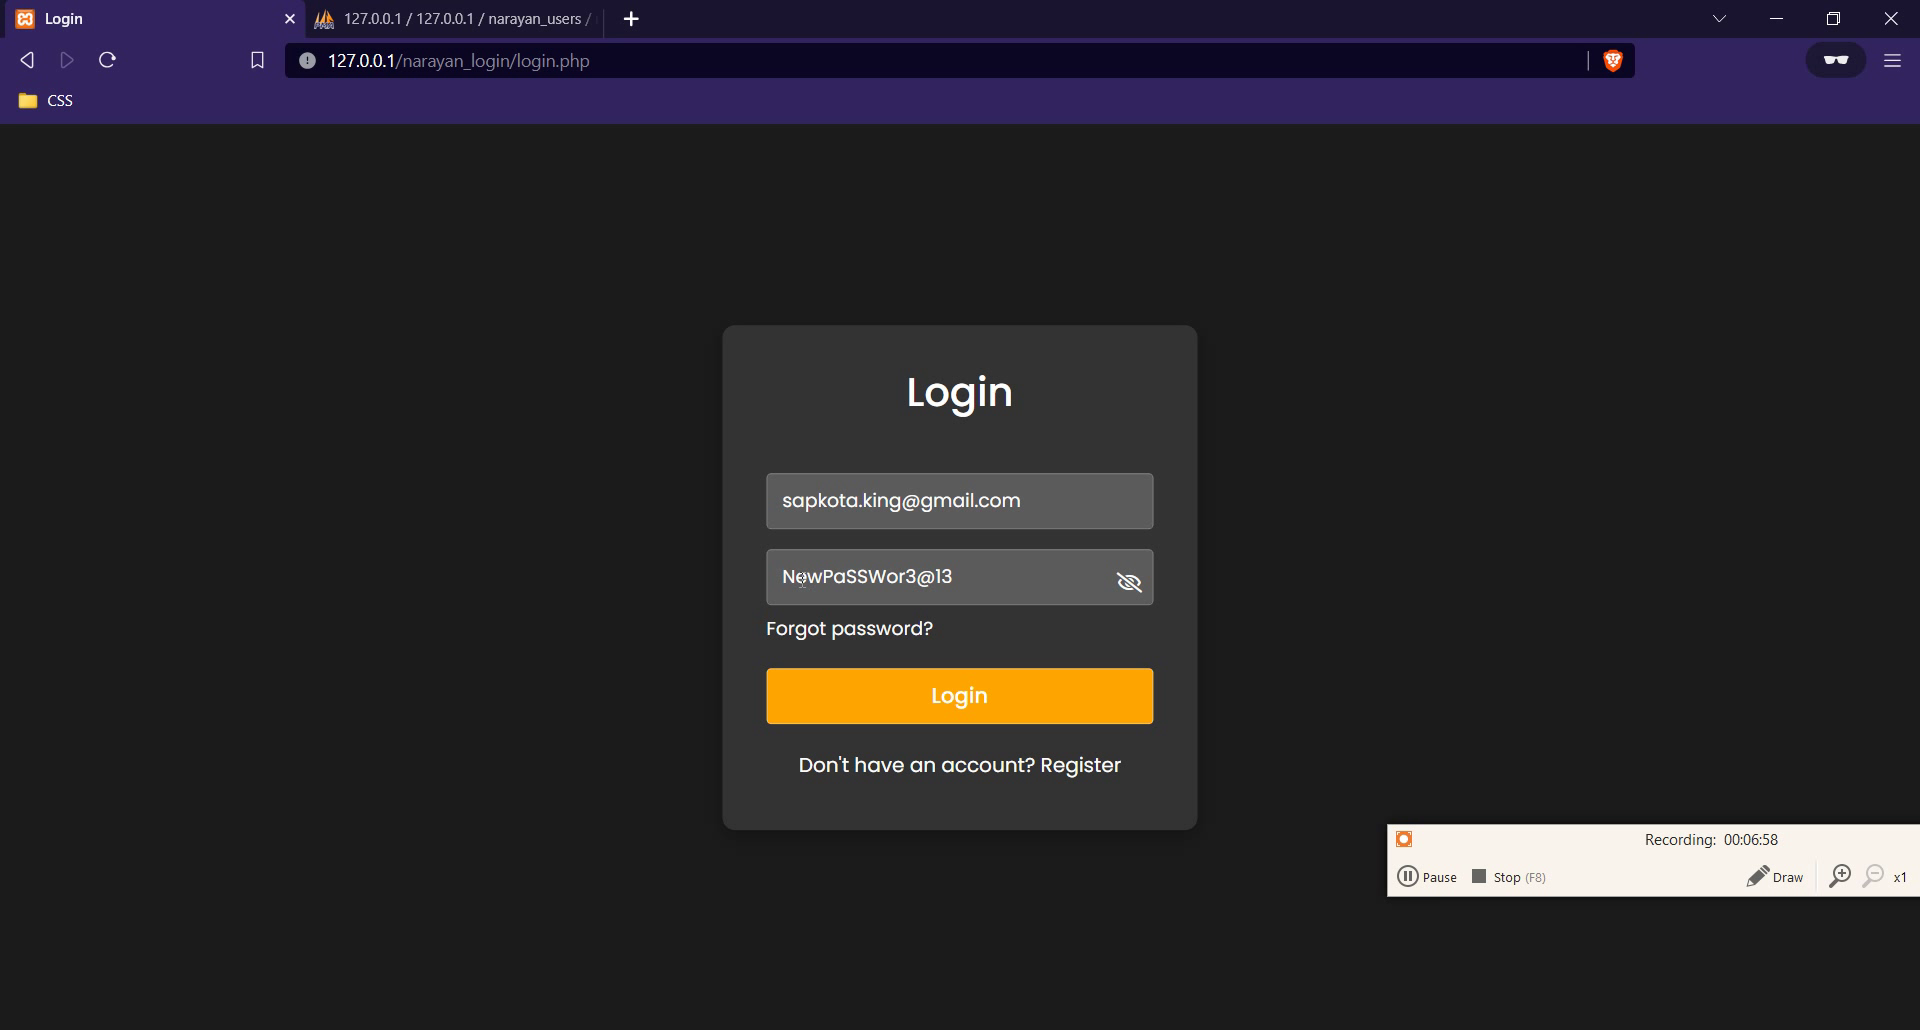 Login
127.0.0.1 / 127.0.0.1 / narayan_users /
127.0.0.1/narayan_login/login.php
CSS
Login
sapkota.king@gmail.com
NewPaSSWor3@13
Forgot password?
Login
Don't have an account? Register
Recording: 00:06:58
Pause Stop (F8) Draw x1